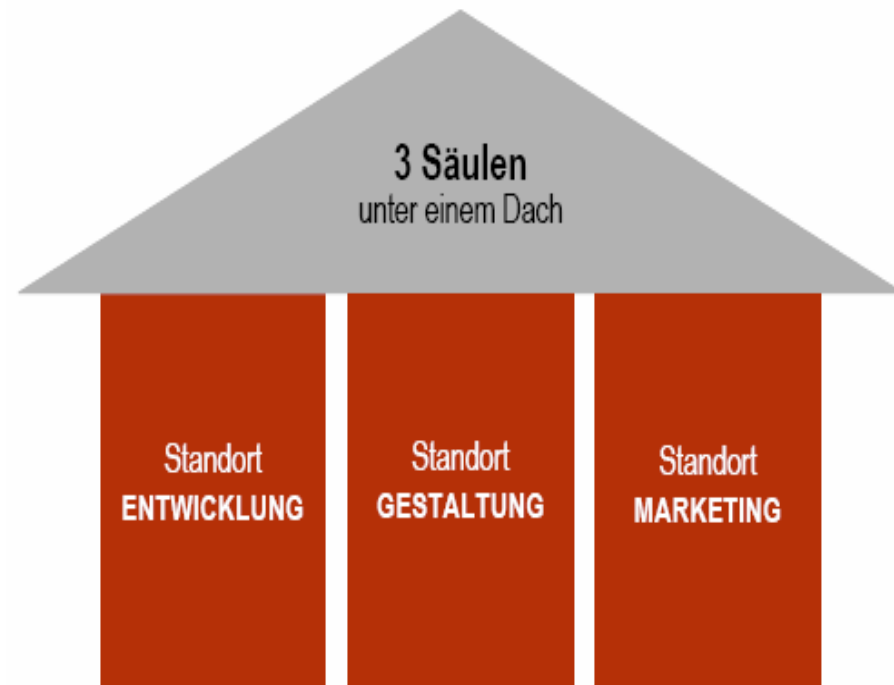 3 Säulen
unter einem Dach
Standort
ENTWICKLUNG
Standort
GESTALTUNG
Standort
MARKETING